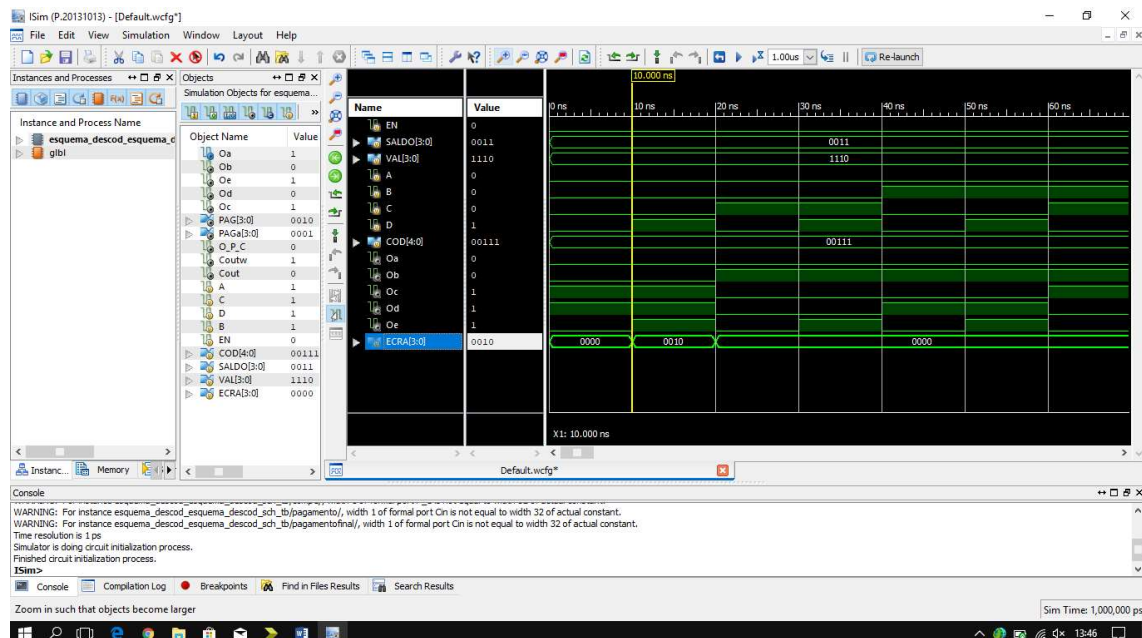 ISim (P.20131013) - [Default.wcfg*]
File Edit View Simulation Window Layout Help
1.00us
Re-launch
Instances and Processes
Instance and Process Name
esquema_descod_esquema_d
glbl
Instanc...
Memory
Objects
Simulation Objects for esquema...
Object Name Value
Oa 1
Ob 0
Oe 1
Od 0
Oc 1
PAG[3:0] 0010
PAGa[3:0] 0001
O_P_C 0
Coutw 1
Cout 0
A 1
C 1
D 1
B 1
EN 0
COD[4:0] 00111
SALDO[3:0] 0011
VAL[3:0] 1110
ECRA[3:0] 0000
10.000 ns
Name Value 0 ns 10 ns 20 ns 30 ns 40 ns 50 ns 60 ns
EN 0
SALDO[3:0] 0011 0011
VAL[3:0] 1110 1110
A 0
B 0
C 0
D 1
COD[4:0] 00111 00111
Oa 0
Ob 0
Oc 1
Od 1
Oe 1
ECRA[3:0] 0010 0000 0010 0000
X1: 10.000 ns
Default.wcfg*
Console
WARNING: For instance esquema_descod_esquema_descod_sch_tb/pagamento/, width 1 of formal port Cin is not equal to width 32 of actual constant.
WARNING: For instance esquema_descod_esquema_descod_sch_tb/pagamentofinal/, width 1 of formal port Cin is not equal to width 32 of actual constant.
Time resolution is 1 ps
Simulator is doing circuit initialization process.
Finished circuit initialization process.
ISim>
Console Compilation Log Breakpoints Find in Files Results Search Results
Zoom in such that objects become larger
Sim Time: 1,000,000 ps
13:46